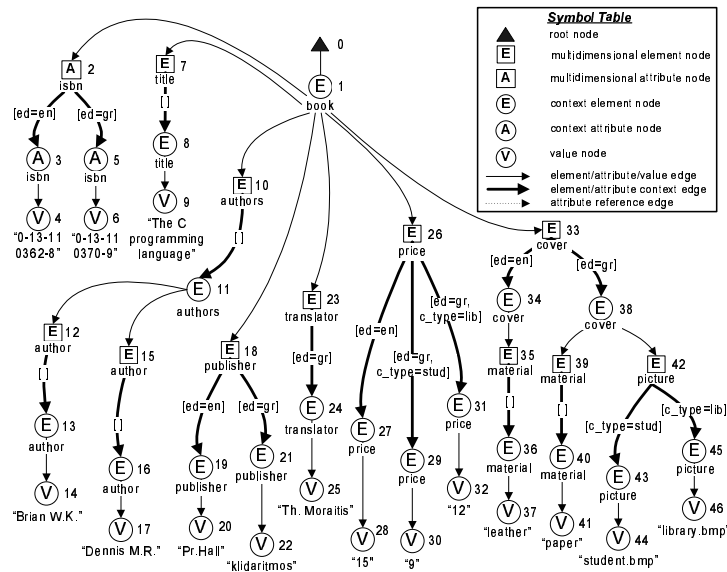 Symbol Table
root node
E multidimensional element node
A multidimensional attribute node
E context element node
A context attribute node
V value node
element/attribute/value edge
element/attribute context edge
attribute reference edge
0
E 1
book
A 2
isbn
[ed=en]
[ed=gr]
A 3
isbn
A 5
isbn
V 4
"0-13-11
0362-8"
V 6
"0-13-11
0370-9"
E 7
title
[ ]
E 8
title
V 9
"The C
programming
language"
E 10
authors
[ ]
E 11
authors
E 12
author
[ ]
E 13
author
V 14
"Brian W.K."
E 15
author
[ ]
E 16
author
V 17
"Dennis M.R."
E 18
publisher
[ed=en]
[ed=gr]
E 19
publisher
V 20
"Pr.Hall"
E 21
publisher
V 22
"klidaritmos"
E 23
translator
[ed=gr]
E 24
translator
V 25
"Th. Moraitis"
E 26
price
[ed=en]
[ed=gr,
c_type=stud]
[ed=gr,
c_type=lib]
E 27
price
V 28
"15"
E 29
price
V 30
"9"
E 31
price
V 32
"12"
E 33
cover
[ed=en]
[ed=gr]
E 34
cover
E 35
material
[ ]
E 36
material
V 37
"leather"
E 38
cover
E 39
material
[ ]
E 40
material
V 41
"paper"
E 42
picture
[c_type=stud]
[c_type=lib]
E 43
picture
V 44
"student.bmp"
E 45
picture
V 46
"library.bmp"